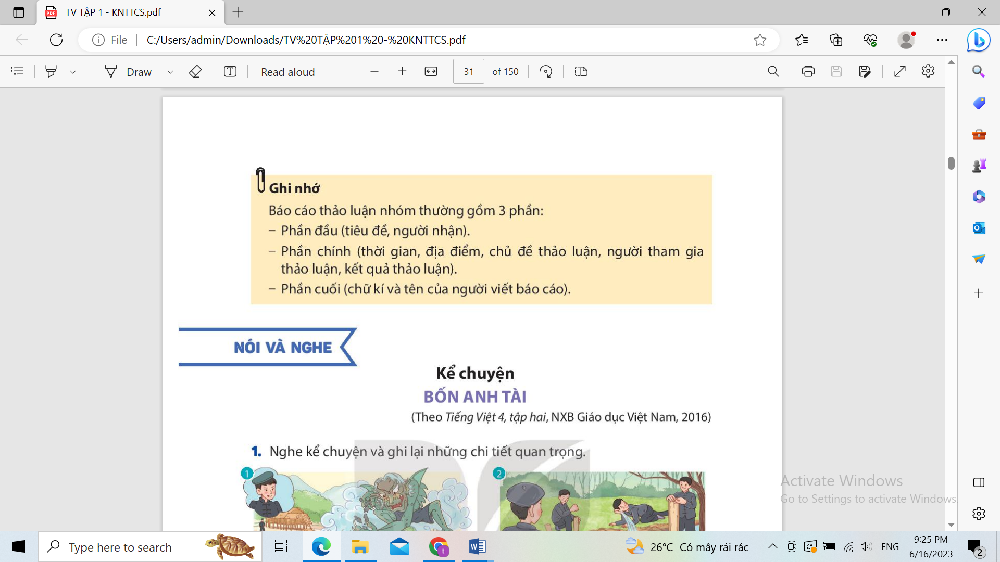 TV TẬP 1 - KNTTCS.pdf
File
C:/Users/admin/Downloads/TV%20TẬP%201%20-%20KNTTCS.pdf
Draw
Read aloud
31
of 150
Ghi nhớ
Báo cáo thảo luận nhóm thường gồm 3 phần:
– Phần đầu (tiêu đề, người nhận).
– Phần chính (thời gian, địa điểm, chủ đề thảo luận, người tham gia
thảo luận, kết quả thảo luận).
– Phần cuối (chữ kí và tên của người viết báo cáo).
NÓI VÀ NGHE
Kể chuyện
BỐN ANH TÀI
(Theo Tiếng Việt 4, tập hai, NXB Giáo dục Việt Nam, 2016)
1. Nghe kể chuyện và ghi lại những chi tiết quan trọng.
1
2
Activate Windows
Go to Settings to activate Windows.
Type here to search
26°C Có mây rải rác
ENG
9:25 PM
6/16/2023
2